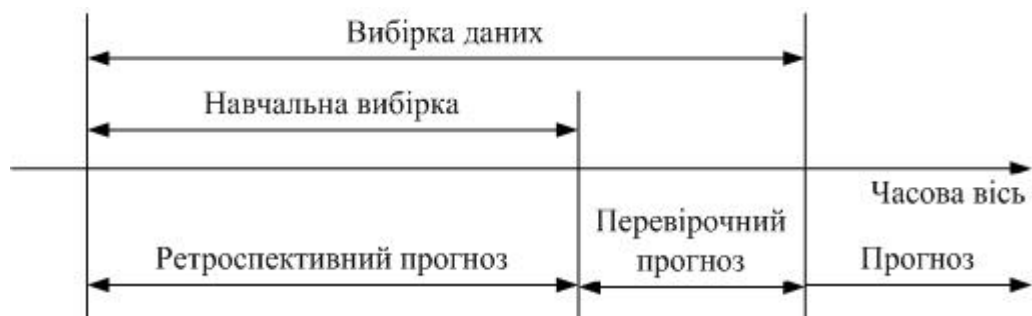 Вибірка даних
Навчальна вибірка
Часова вісь
Ретроспективний прогноз
Перевірочний
прогноз
Прогноз